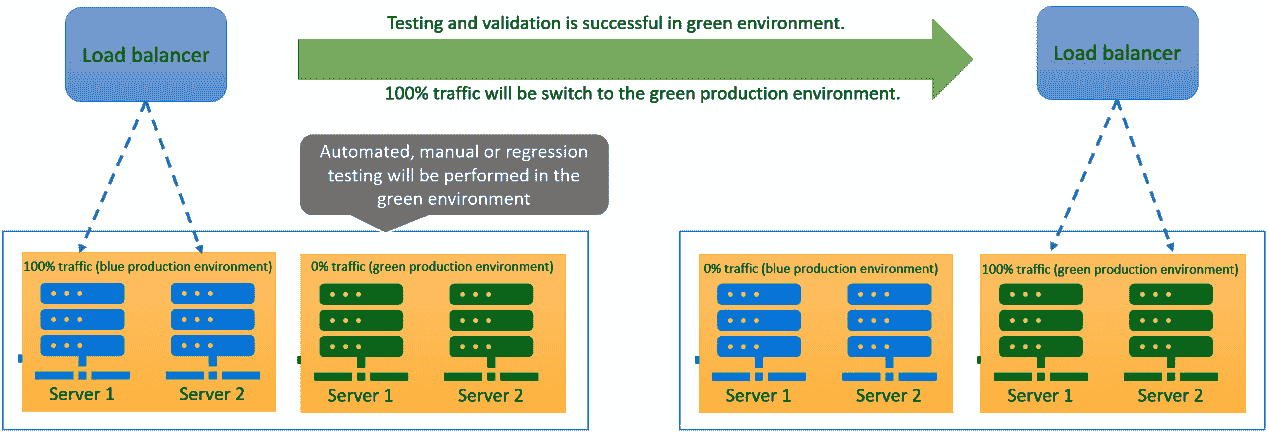 Load balancer
Testing and validation is successful in green environment.
100% traffic will be switch to the green production environment.
Load balancer
Automated, manual or regression
testing will be performed in the
green environment
100% traffic (blue production environment)
0% traffic (green production environment)
0% traffic (blue production environment)
100% traffic (green production environment)
Server 1
Server 2
Server 1
Server 2
Server 1
Server 2
Server 1
Server 2